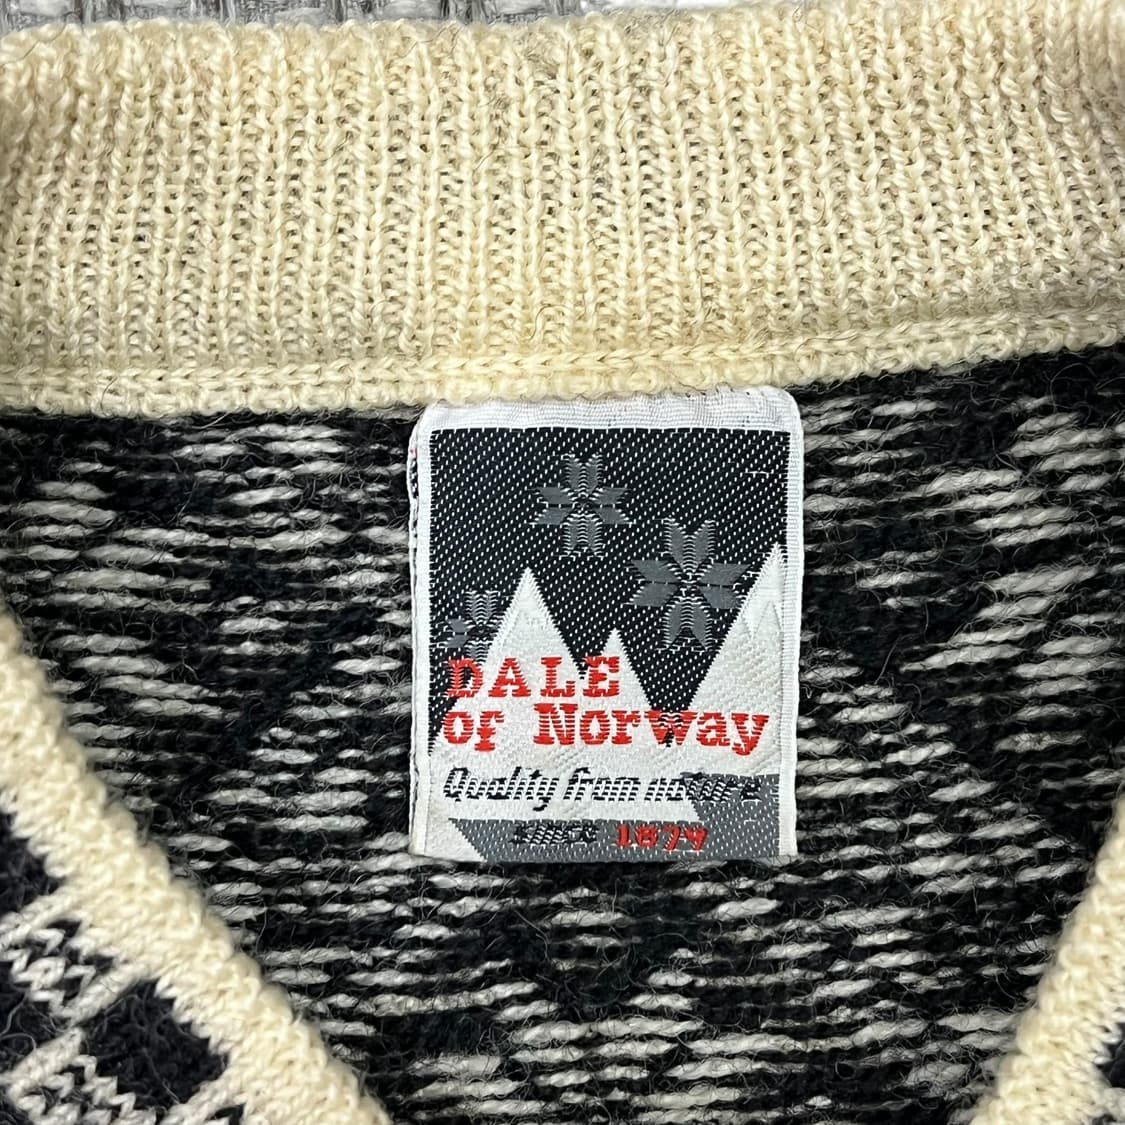 DALE
of Norway
Quality from nature
since 1879